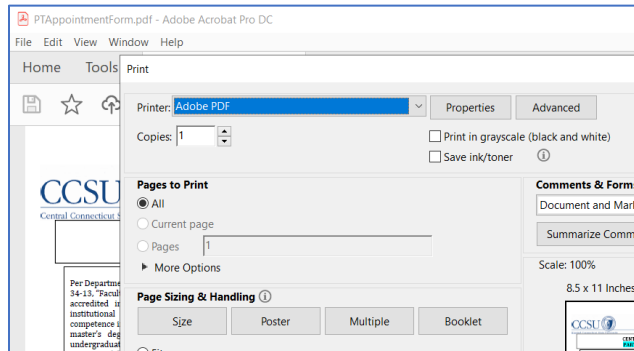 PTAppointmentForm.pdf - Adobe Acrobat Pro DC
File Edit View Window Help
Home Tools
Print
Printer: Adobe PDF Properties Advanced
Copies: 1
Print in grayscale (black and white)
Save ink/toner
CCSU
Central Connecticut S
Pages to Print
All
Current page
Pages 1
More Options
Comments & Form
Document and Mar
Summarize Comm
Scale: 100%
8.5 x 11 Inches
Per Departme
34-13, "Facul
accredited in
institutional
competence i
master's deg
undergraduat
Page Sizing & Handling
Size Poster Multiple Booklet
CCSU